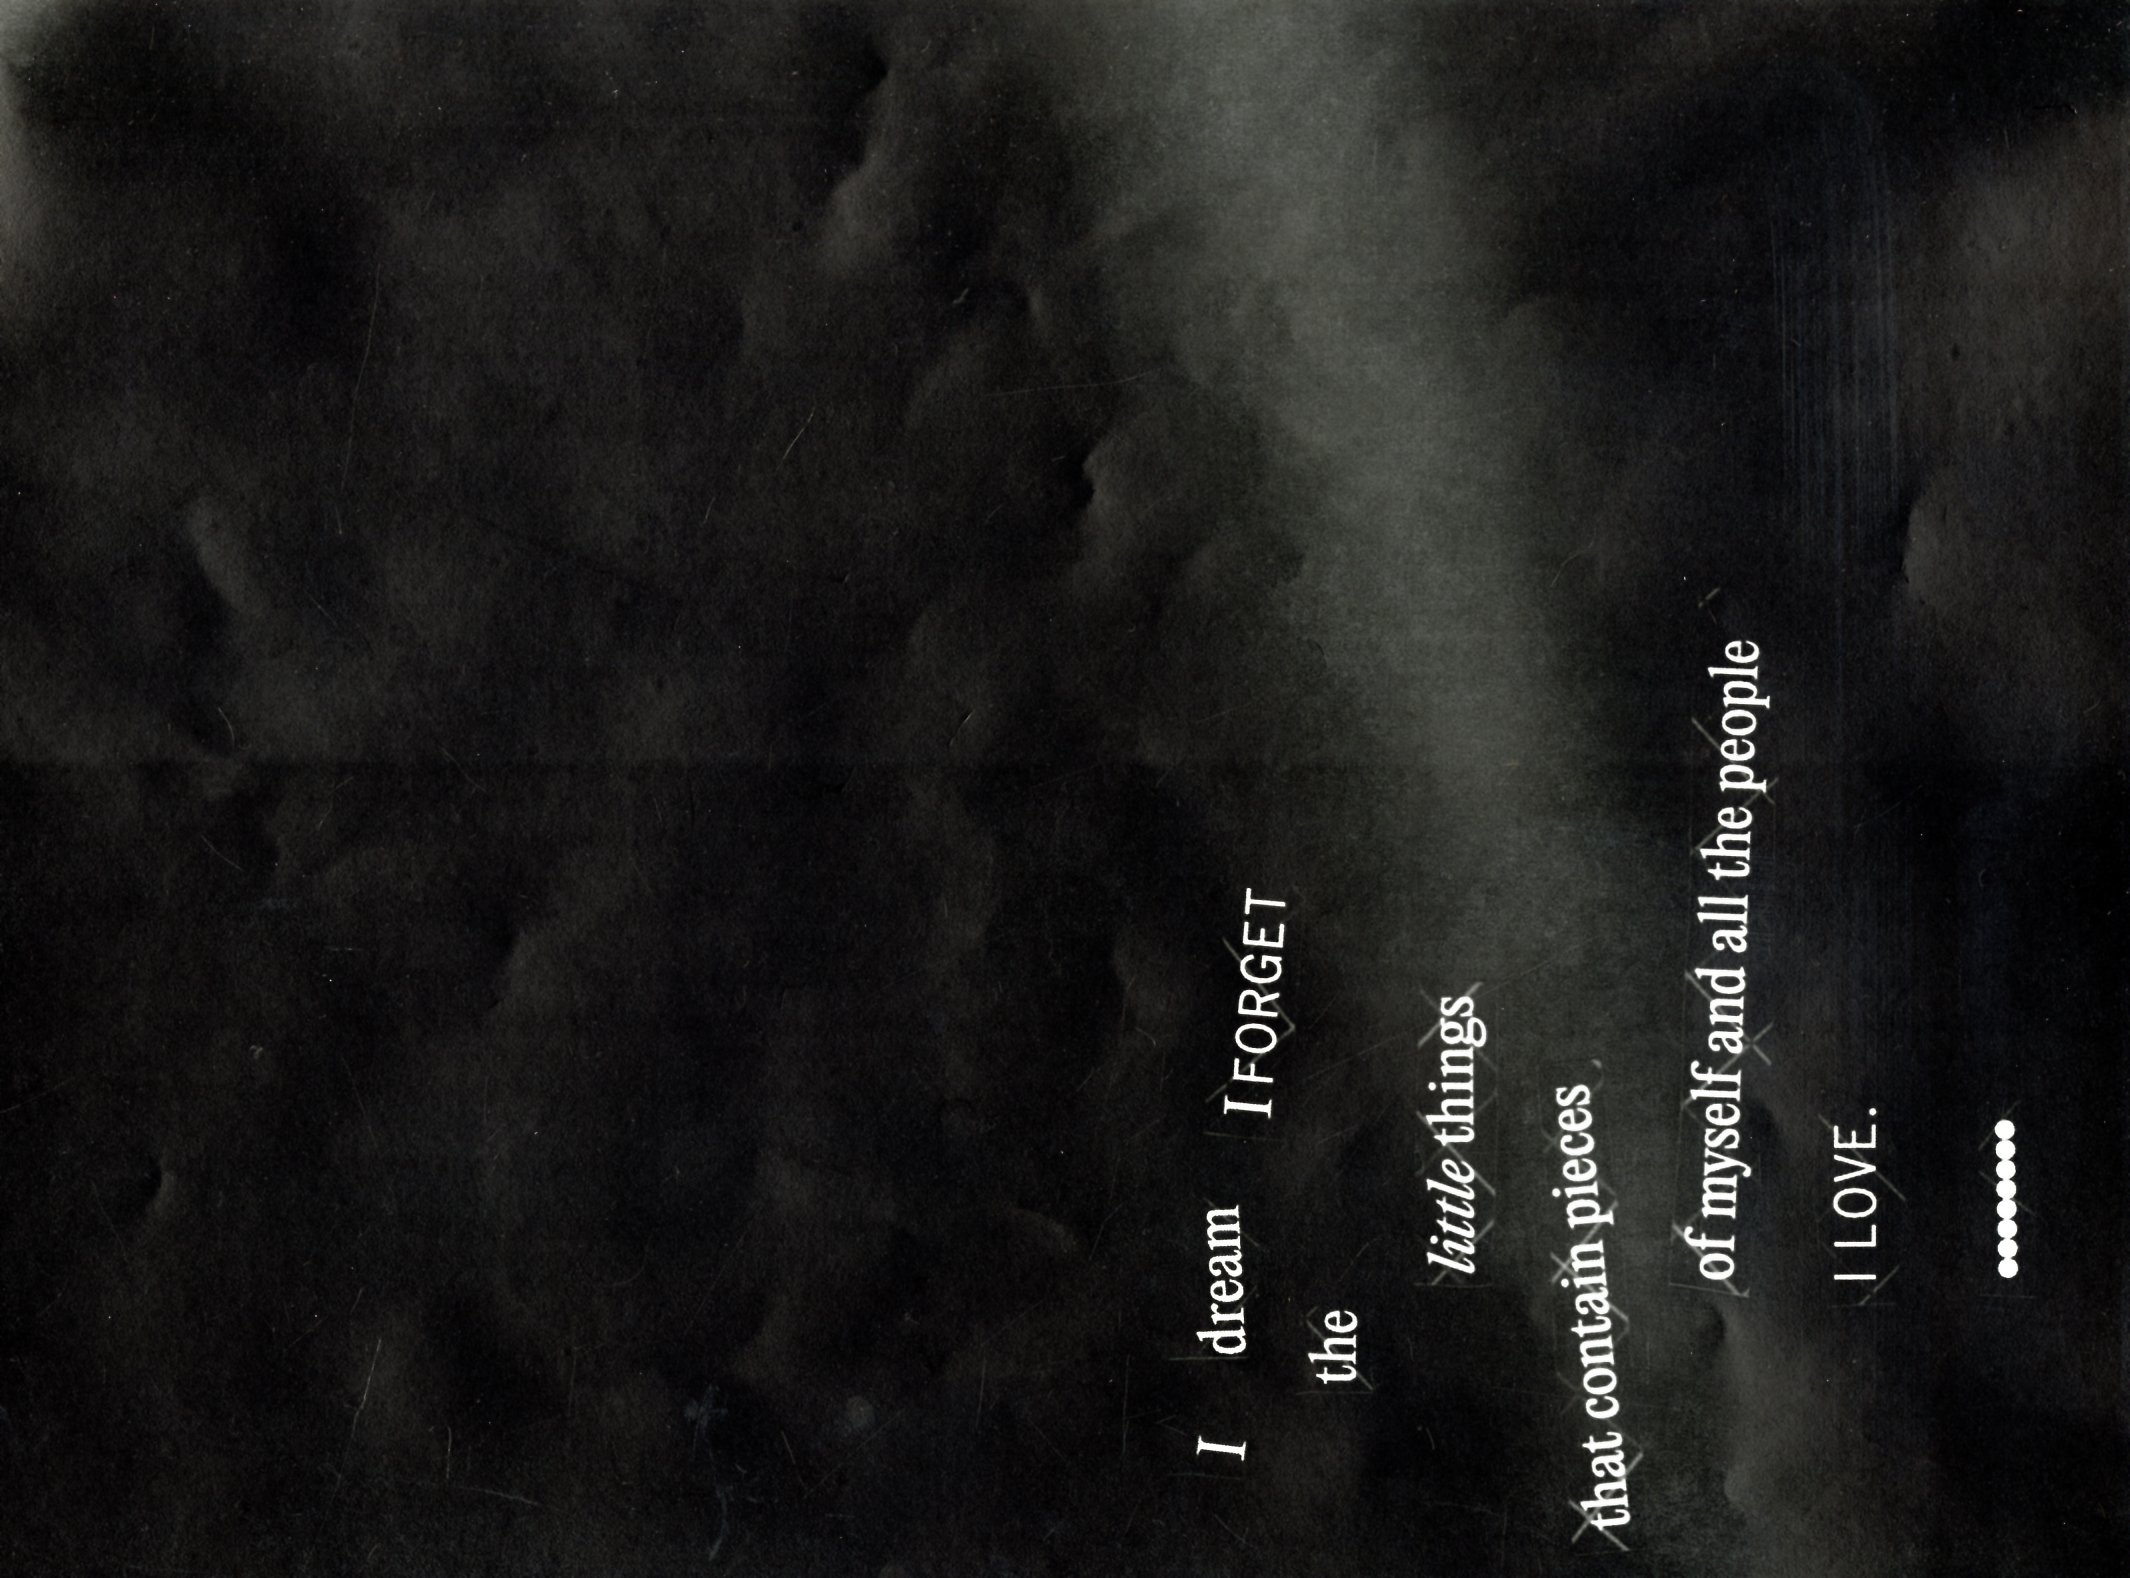 I dream I FORGET
the
little things
that contain pieces
of myself and all the people
I LOVE.